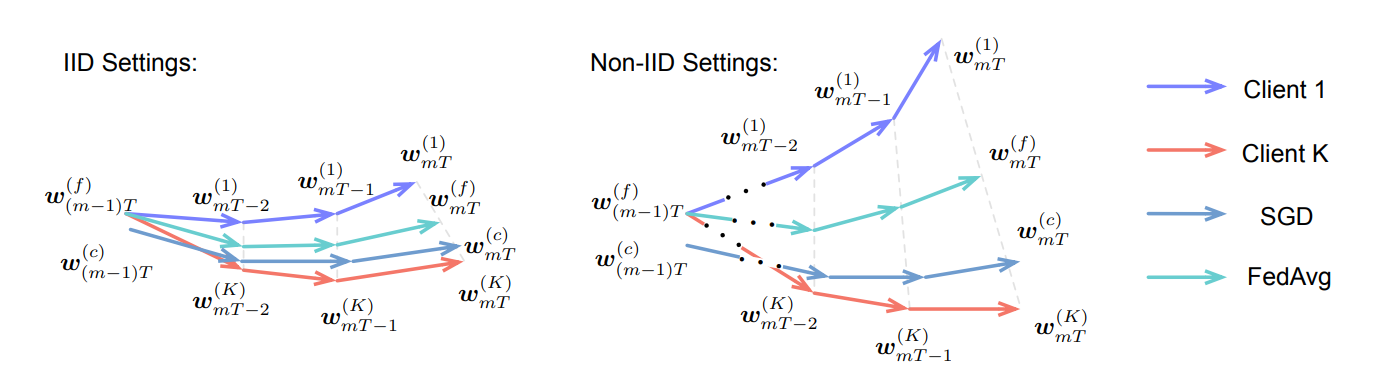 IID Settings:
w_{(m-1)T}^{(f)}
w_{(m-1)T}^{(c)}
w_{mT-2}^{(1)}
w_{mT-1}^{(1)}
w_{mT}^{(1)}
w_{mT}^{(f)}
w_{mT}^{(c)}
w_{mT}^{(K)}
w_{mT-2}^{(K)}
w_{mT-1}^{(K)}
Non-IID Settings:
w_{(m-1)T}^{(f)}
w_{(m-1)T}^{(c)}
w_{mT-2}^{(1)}
w_{mT-1}^{(1)}
w_{mT}^{(1)}
w_{mT}^{(f)}
w_{mT}^{(c)}
w_{mT}^{(K)}
w_{mT-2}^{(K)}
w_{mT-1}^{(K)}
Client 1
Client K
SGD
FedAvg